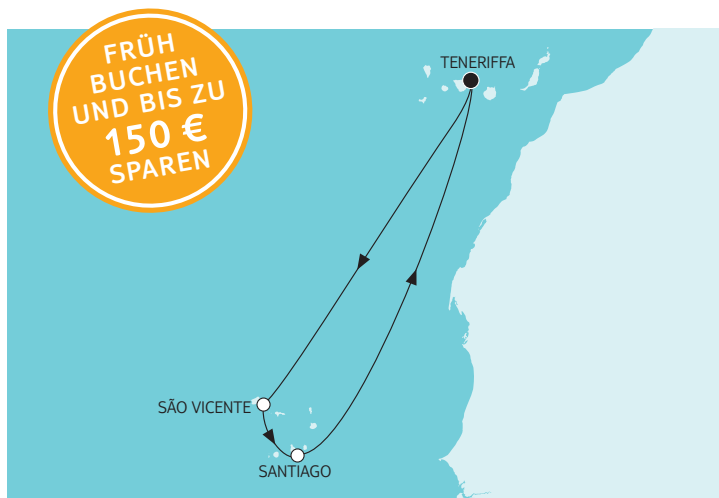 FRÜH
BUCHEN
UND BIS ZU
150 €
SPAREN
TENERIFFA
SÃO VICENTE
SANTIAGO